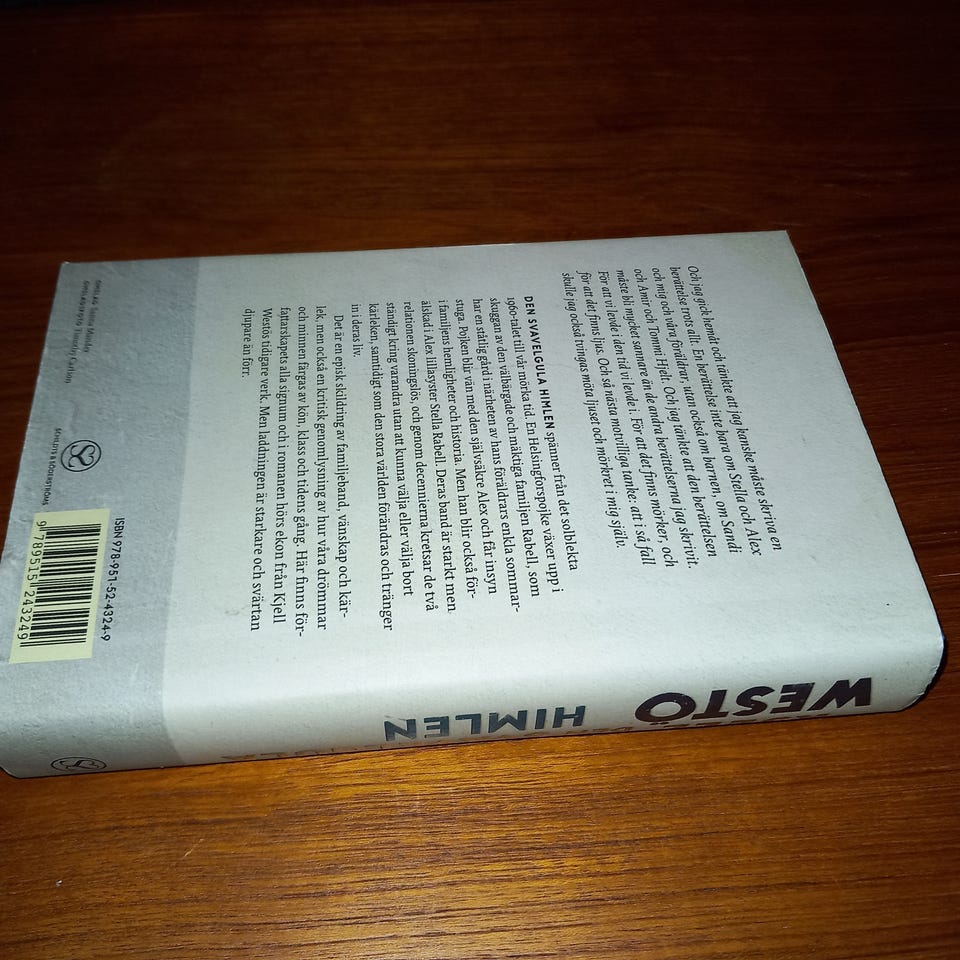 Och jag gick hemåt och tänkte att jag kanske måste skriva en
berättelse trots allt. En berättelse inte bara om Stella och Alex
och mig och våra föräldrar, utan också om barnen, om Sandi
och Amir och Tommi Hjelt. Och jag tänkte att den berättelsen
måste bli mycket sannare än de andra berättelserna jag skrivit.
För att vi levde i den tid vi levde i. För att det finns mörker, och
för att det finns ljus. Och så nästa motvilliga tanke: att i så fall
skulle jag också tvingas möta ljuset och mörkret i mig själv.
DEN SVAVELGULA HIMLEN spänner från det solblekta
1960-talet till vår mörka tid. En Helsingforspojke växer upp i
skuggan av den välbärgade och mäktiga familjen Rabell, som
har en ståtlig gård i närheten av hans föräldrars enkla sommar-
stuga. Pojken blir vän med den självsäkre Alex och får insyn
i familjens hemligheter och historia. Men han blir också för-
älskad i Alex lillasyster Stella Rabell. Deras band är starkt men
relationen skoningslös, och genom decennierna kretsar de två
ständigt kring varandra utan att kunna välja eller välja bort
kärleken, samtidigt som den stora världen förändras och tränger
in i deras liv.
Det är en episk skildring av familjeband, vänskap och kär-
lek, men också en kritisk genomlysning av hur våra drömmar
och minnen färgas av kön, klass och tidens gång. Här finns för-
fattarskapets alla signum och i romanen hörs ekon från Kjell
Westös tidigare verk. Men laddningen är starkare och svärtan
djupare än förr.
OMSLAG Sanna Mander
OMSLAGSFOTO Timothy Carlson
SCHILDTS & SÖDERSTRÖMS
ISBN 978-951-52-4324-9
9 789515 243249
WESTÖ
HIMLEN